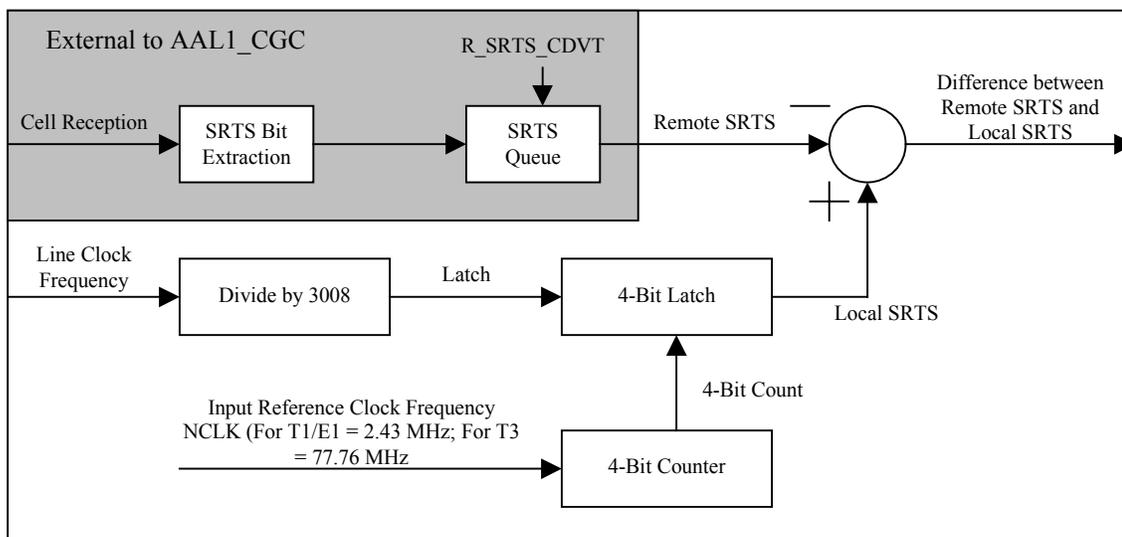 External to AAL1_CGC
R_SRTS_CDVT
Cell Reception
SRTS Bit
Extraction
SRTS
Queue
Remote SRTS
Difference between
Remote SRTS and
Local SRTS
Line Clock
Frequency
Divide by 3008
Latch
4-Bit Latch
Local SRTS
4-Bit Count
Input Reference Clock Frequency
NCLK (For T1/E1 = 2.43 MHz; For T3
= 77.76 MHz
4-Bit Counter